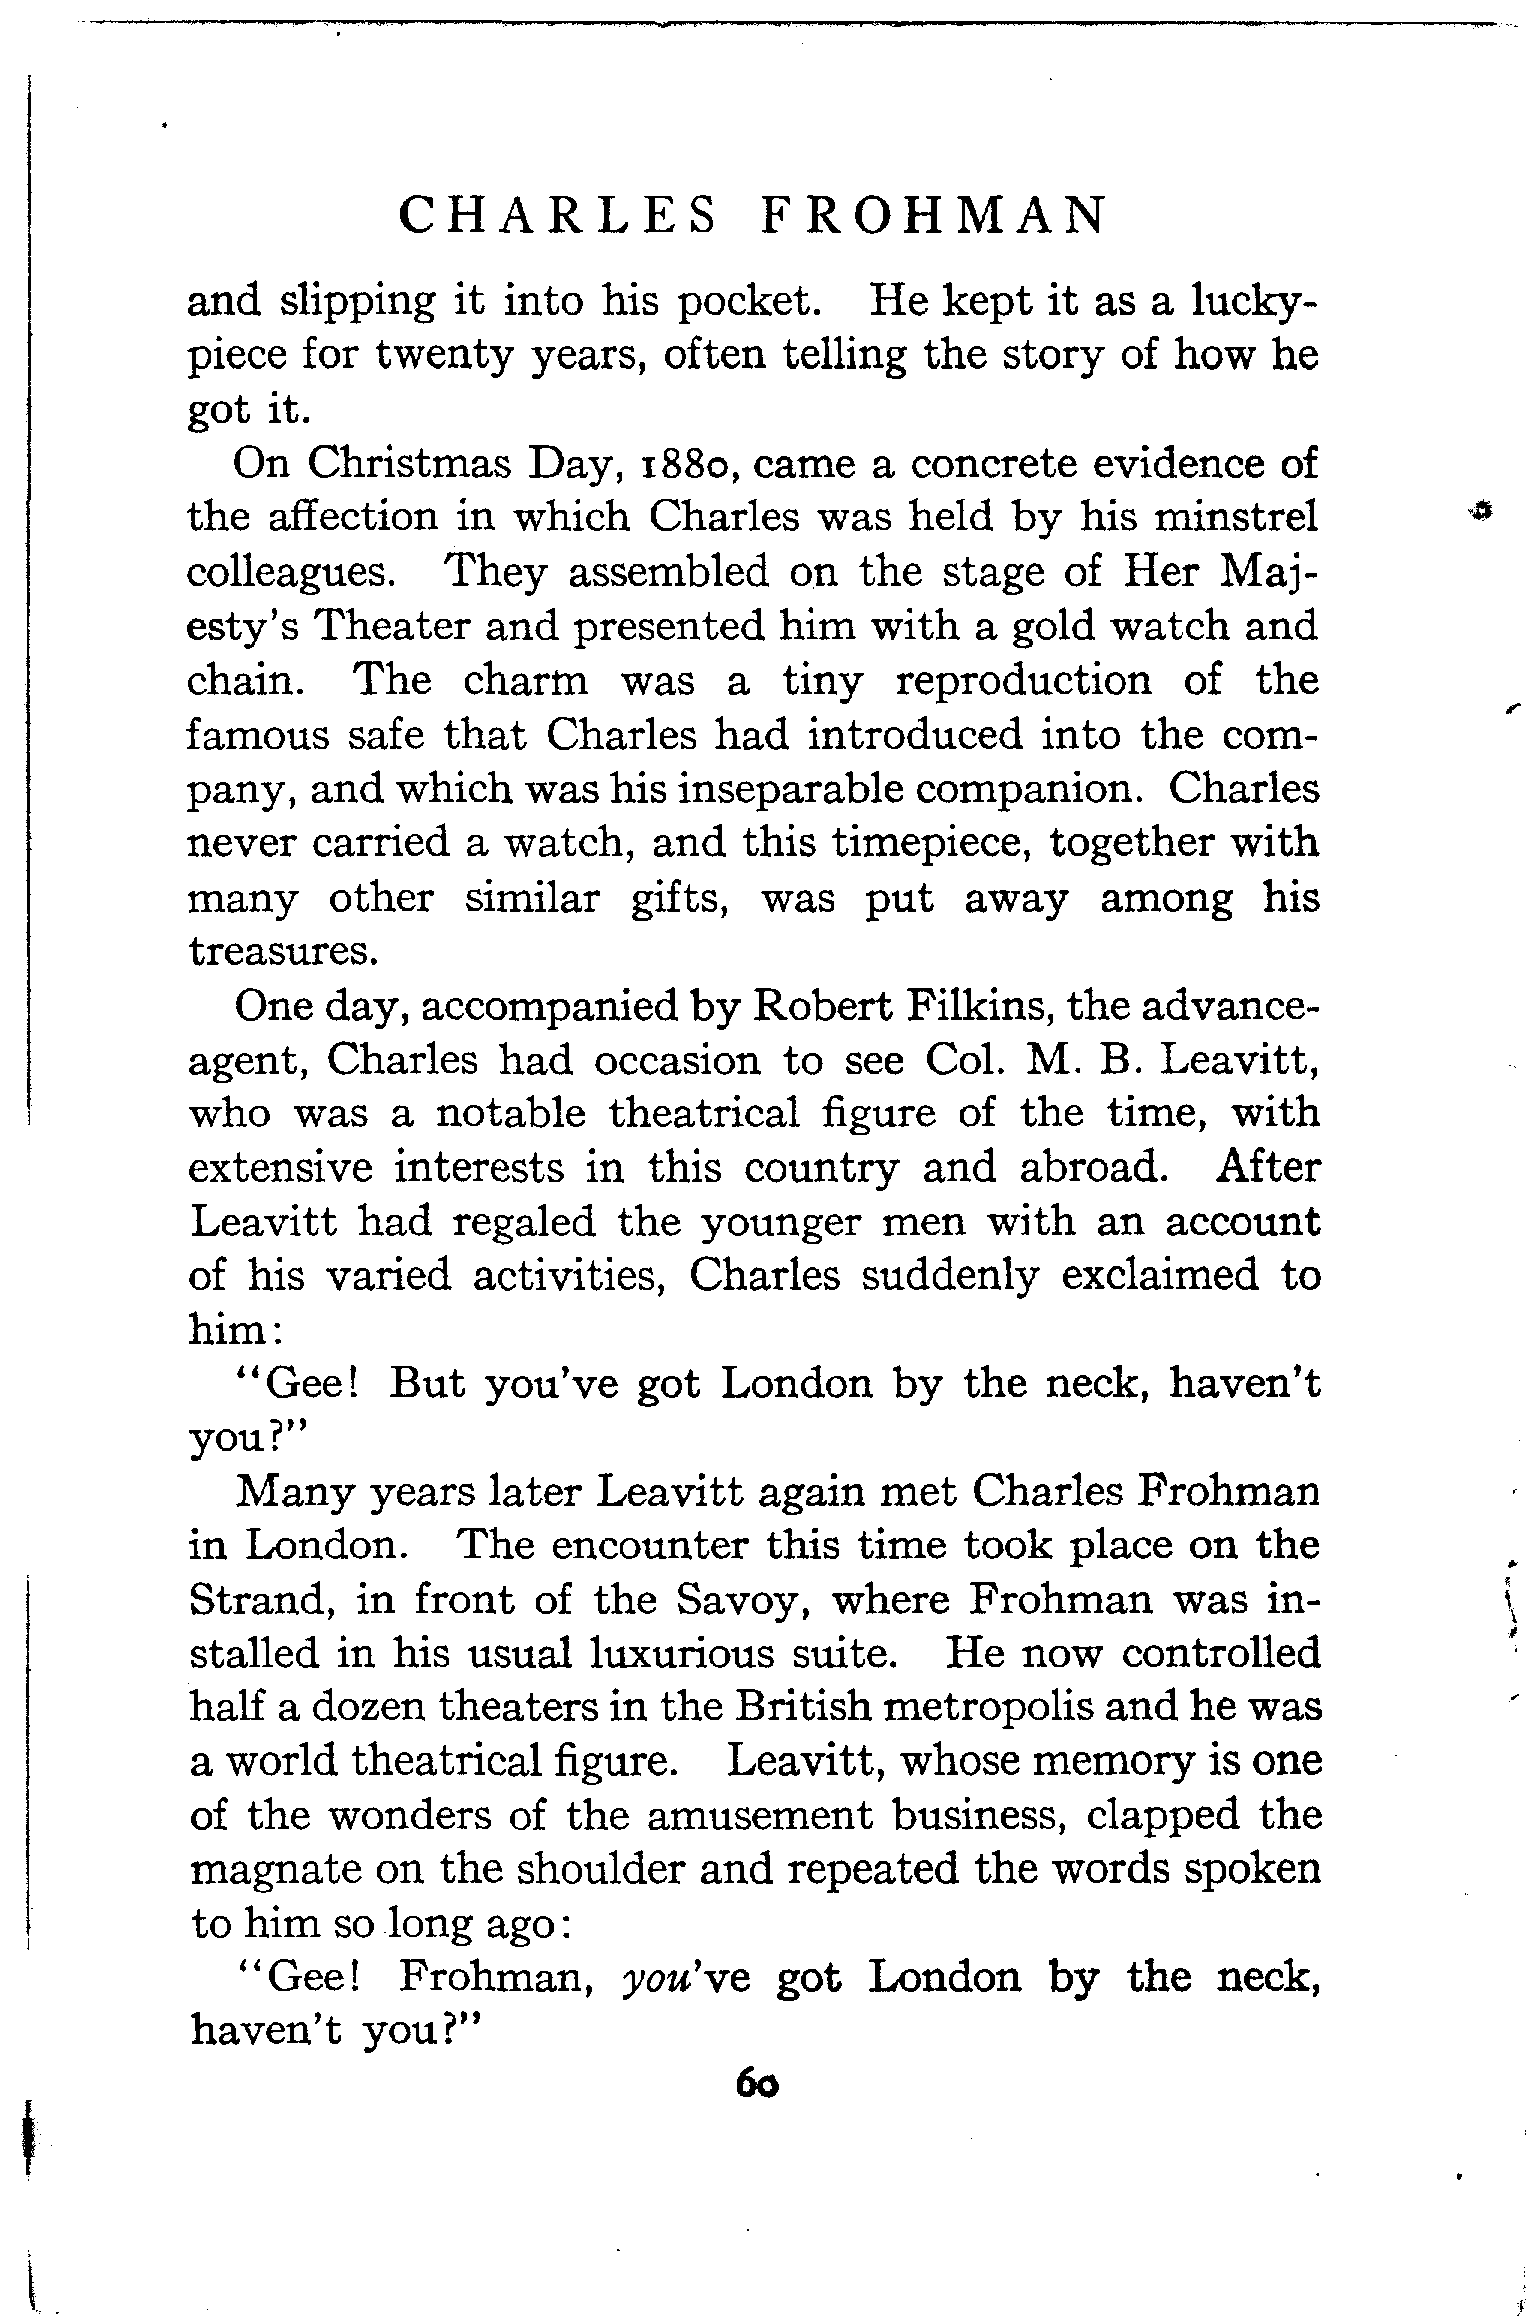 CHARLES FROHMAN
and slipping it into his pocket. He kept it as a lucky-
piece for twenty years, often telling the story of how he
got it.
On Christmas Day, 1880, came a concrete evidence of
the affection in which Charles was held by his minstrel
colleagues. They assembled on the stage of Her Maj-
esty's Theater and presented him with a gold watch and
chain. The charm was a tiny reproduction of the
famous safe that Charles had introduced into the com-
pany, and which was his inseparable companion. Charles
never carried a watch, and this timepiece, together with
many other similar gifts, was put away among his
treasures.
One day, accompanied by Robert Filkins, the advance-
agent, Charles had occasion to see Col. M. B. Leavitt,
who was a notable theatrical figure of the time, with
extensive interests in this country and abroad. After
Leavitt had regaled the younger men with an account
of his varied activities, Charles suddenly exclaimed to
him:
"Gee! But you've got London by the neck, haven't
you?"
Many years later Leavitt again met Charles Frohman
in London. The encounter this time took place on the
Strand, in front of the Savoy, where Frohman was in-
stalled in his usual luxurious suite. He now controlled
half a dozen theaters in the British metropolis and he was
a world theatrical figure. Leavitt, whose memory is one
of the wonders of the amusement business, clapped the
magnate on the shoulder and repeated the words spoken
to him so long ago:
"Gee! Frohman, you've got London by the neck,
haven't you?"
60